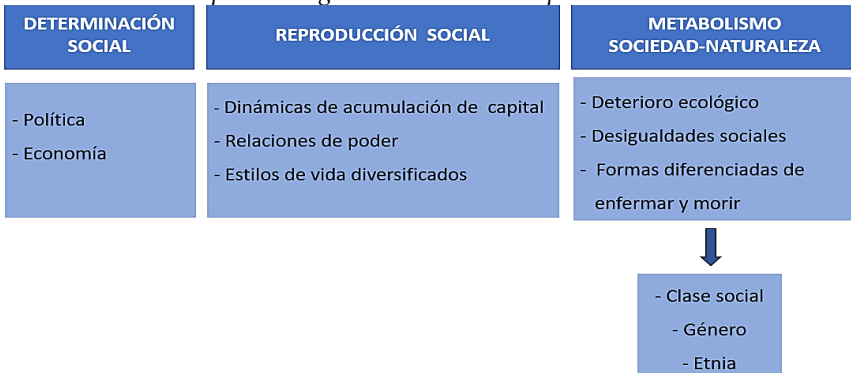 DETERMINACIÓN
SOCIAL
- Política
- Economía
REPRODUCCIÓN SOCIAL
- Dinámicas de acumulación de capital
- Relaciones de poder
- Estilos de vida diversificados
METABOLISMO
SOCIEDAD-NATURALEZA
- Deterioro ecológico
- Desigualdades sociales
- Formas diferenciadas de
enfermar y morir
- Clase social
- Género
- Etnia